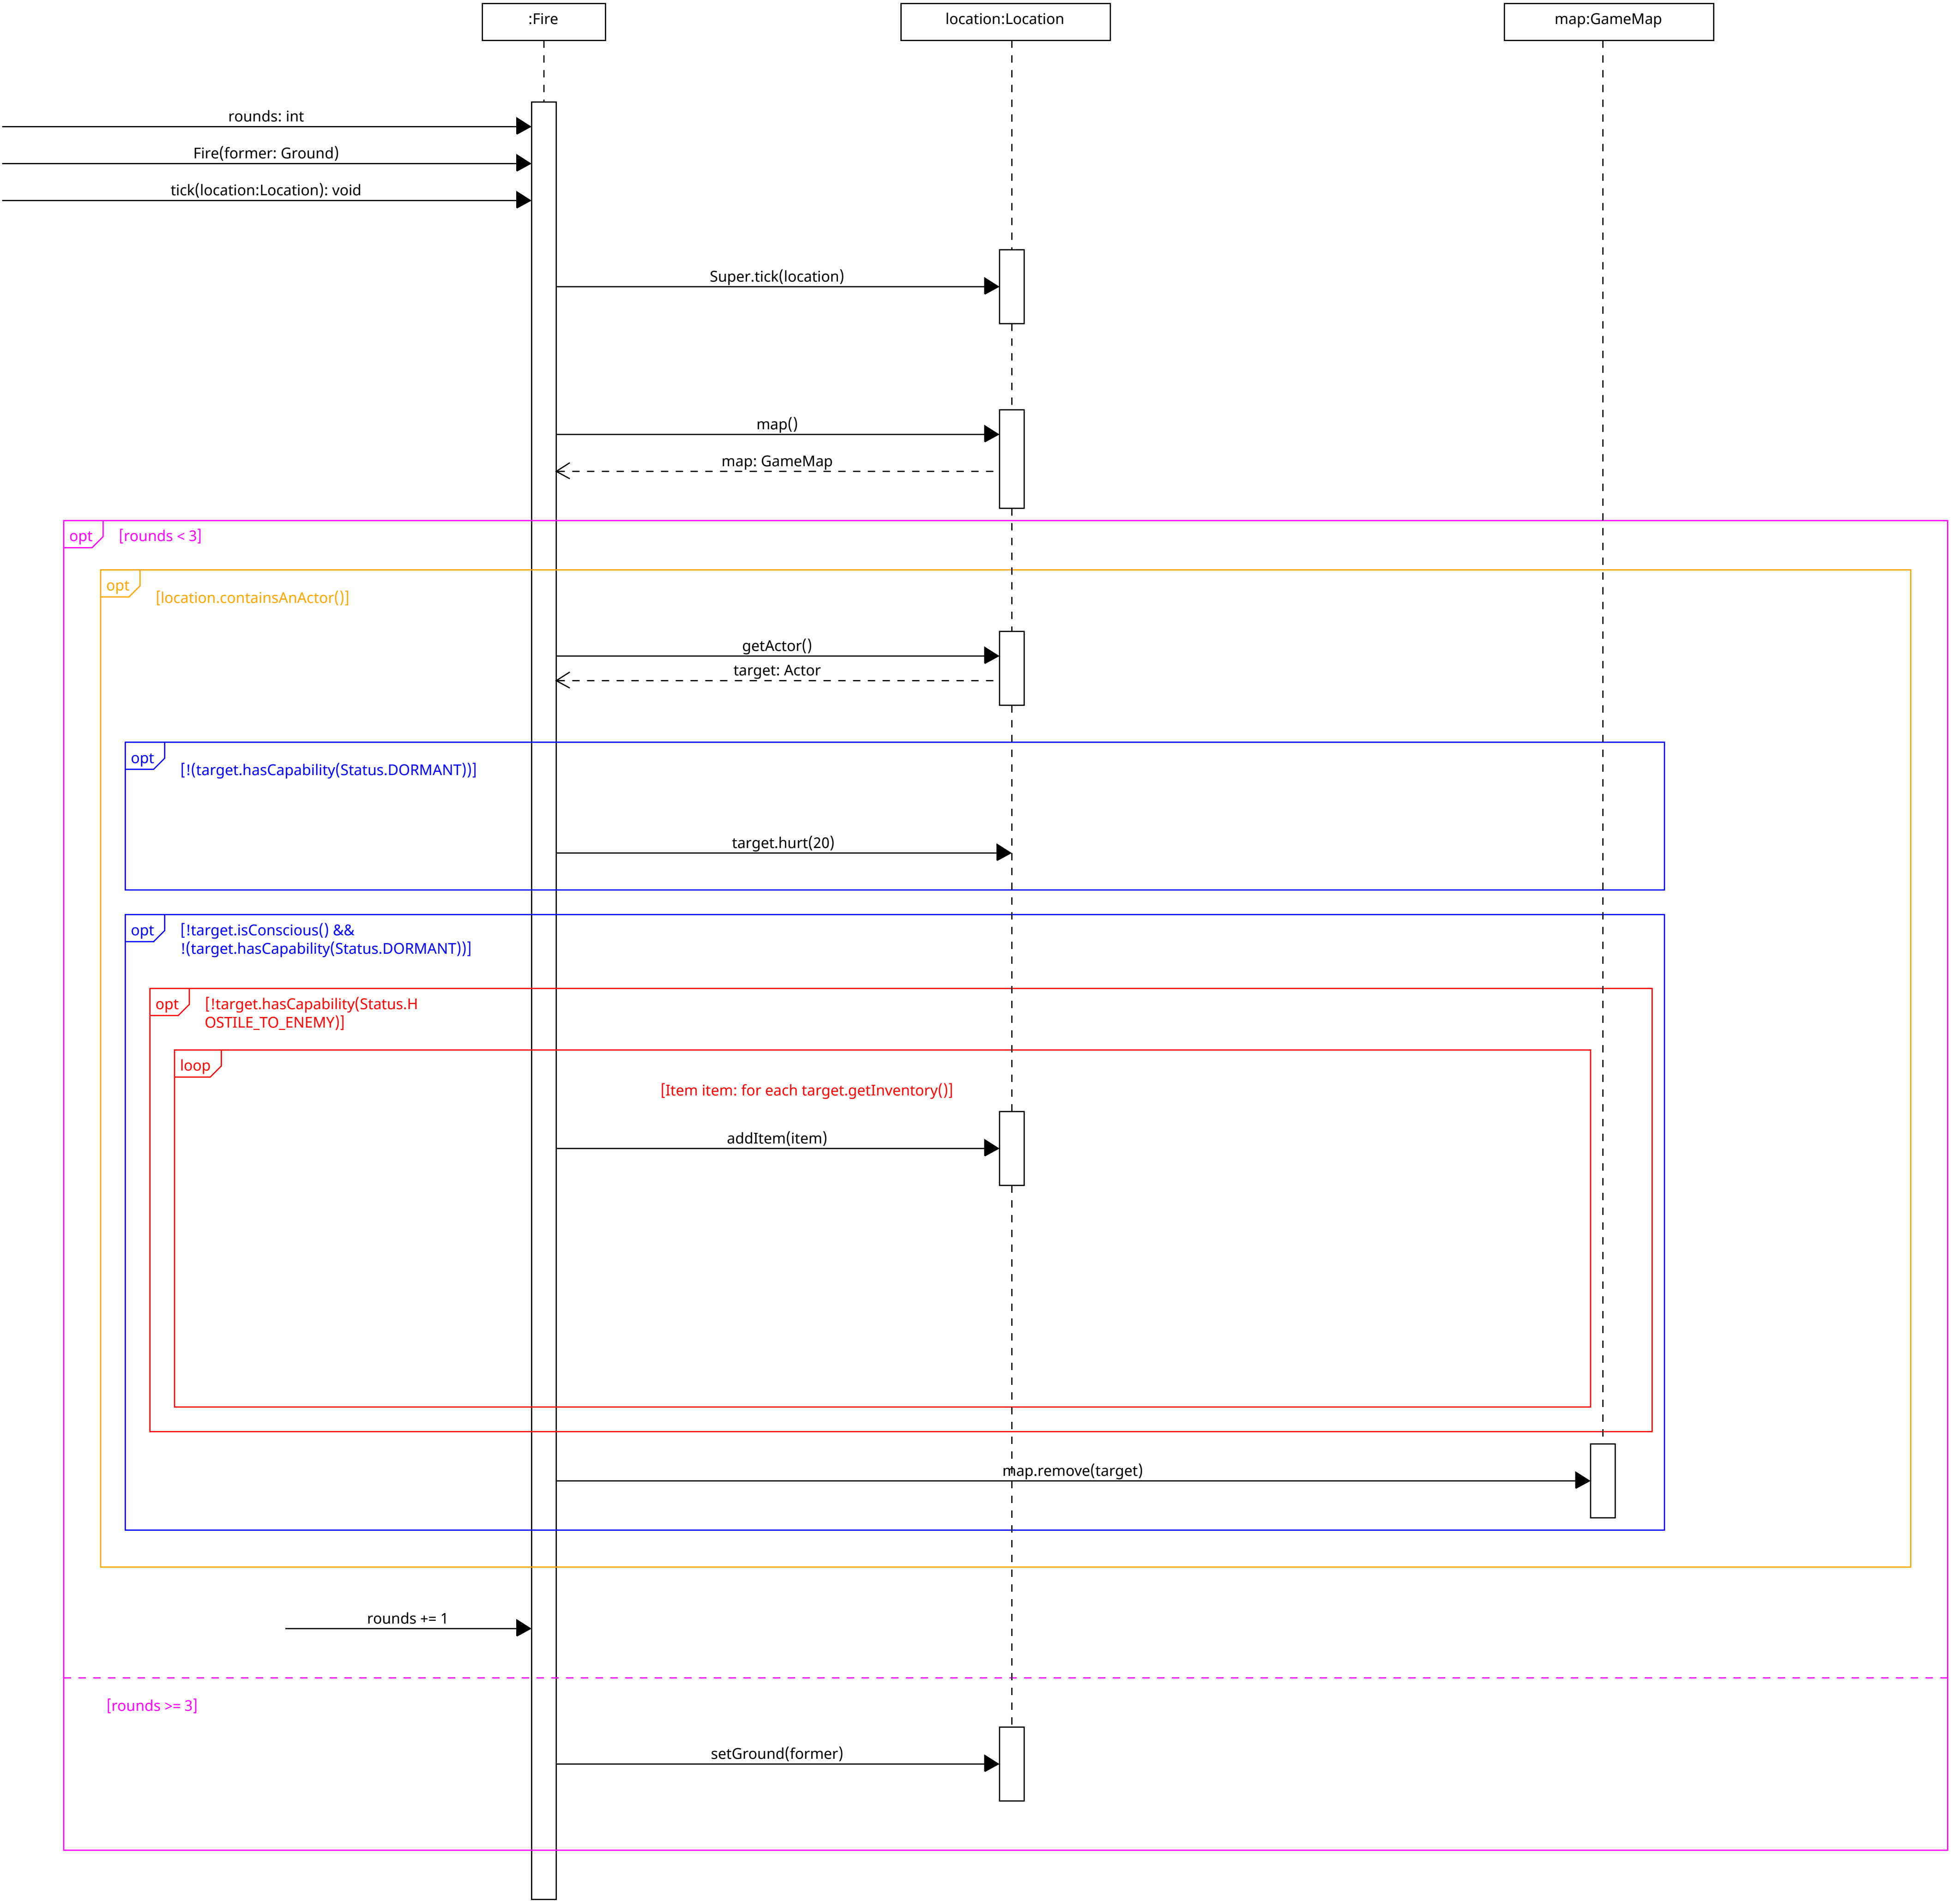 :Fire
location:Location
map:GameMap
rounds: int
Fire(former: Ground)
tick(location:Location): void
Super.tick(location)
map()
map: GameMap
opt
[rounds < 3]
opt
[location.containsAnActor()]
getActor()
target: Actor
opt
[!(target.hasCapability(Status.DORMANT))]
target.hurt(20)
opt
[!target.isConscious() &&
!(target.hasCapability(Status.DORMANT))]
opt
[!target.hasCapability(Status.H
OSTILE_TO_ENEMY)]
loop
[Item item: for each target.getInventory()]
addItem(item)
map.remove(target)
rounds += 1
[rounds >= 3]
setGround(former)